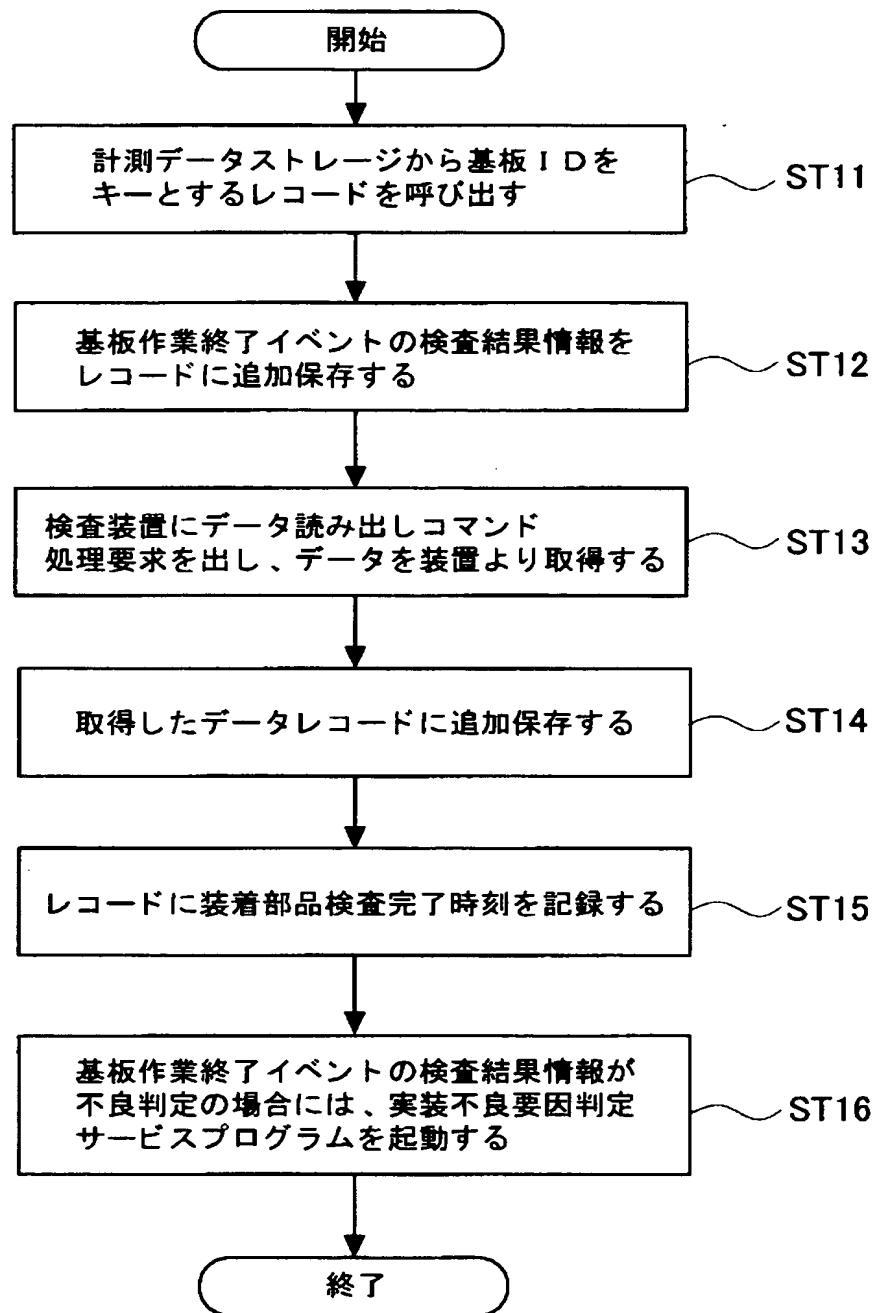 開始
計測データストレージから基板ＩＤを
キーとするレコードを呼び出す
ST11
基板作業終了イベントの検査結果情報を
レコードに追加保存する
ST12
検査装置にデータ読み出しコマンド
処理要求を出し、データを装置より取得する
ST13
取得したデータレコードに追加保存する
ST14
レコードに装着部品検査完了時刻を記録する
ST15
基板作業終了イベントの検査結果情報が
不良判定の場合には、実装不良要因判定
サービスプログラムを起動する
ST16
終了